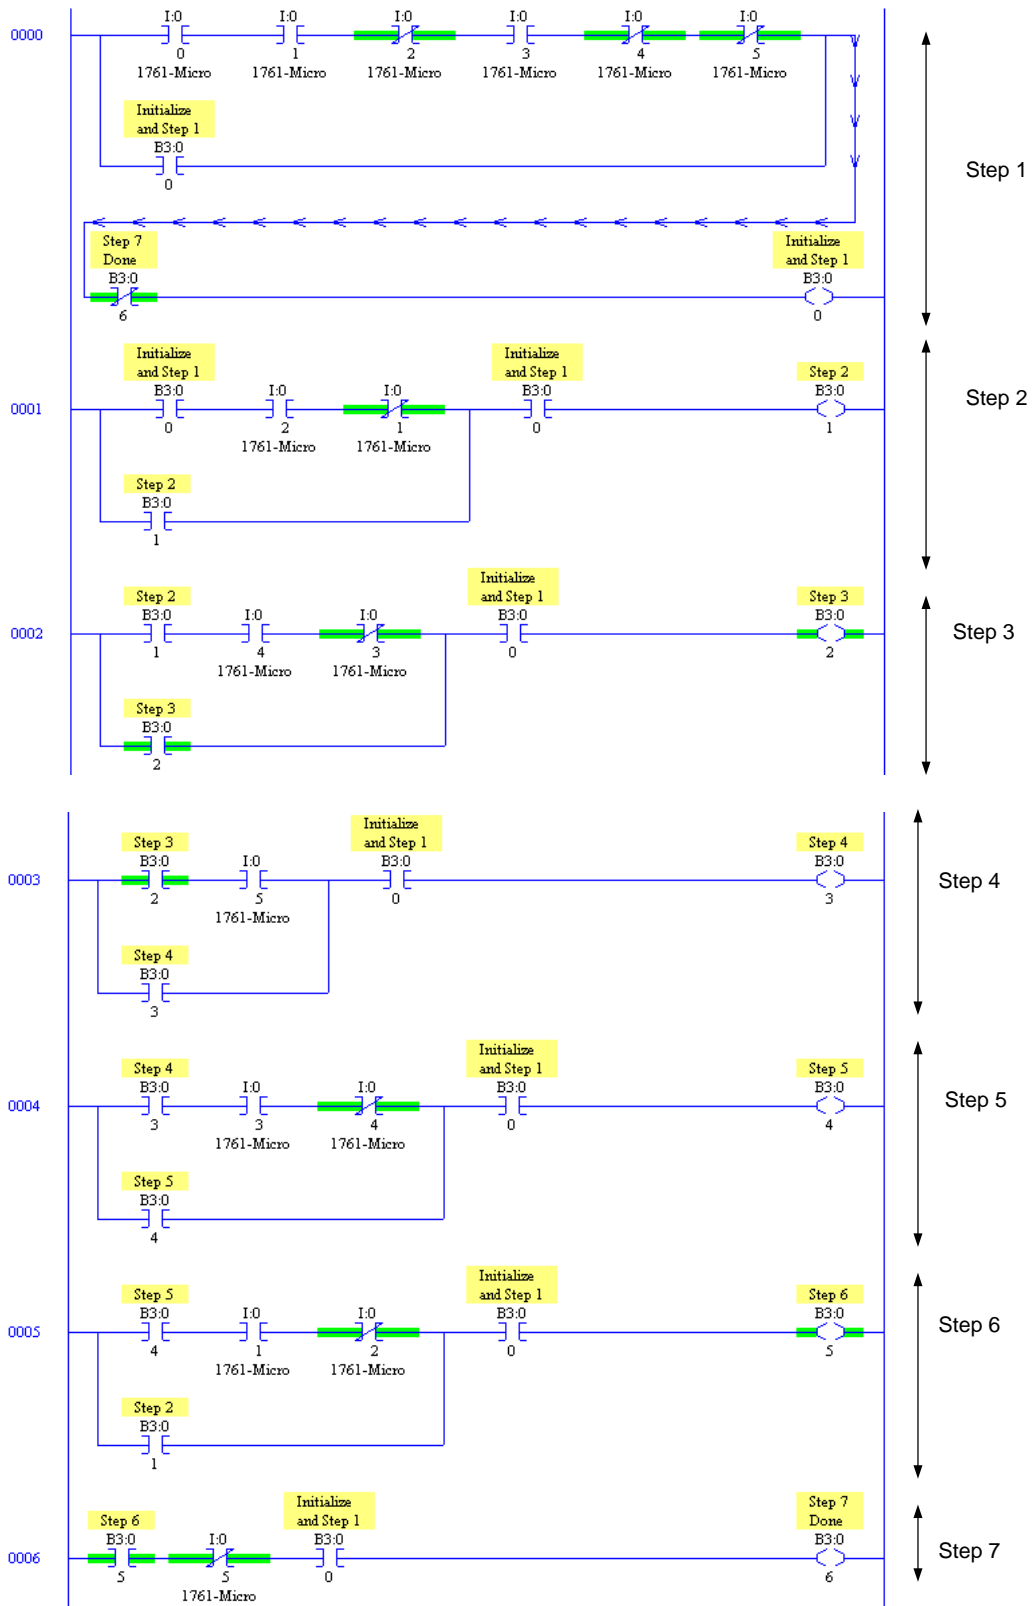 I:0 I:0 I:0 I:0 I:0 I:0
0000
0 1 2 3 4 5
1761-Micro 1761-Micro 1761-Micro 1761-Micro 1761-Micro 1761-Micro
Initialize
and Step 1
B3:0
0
Step 1
Step 7
Done
B3:0
6
Initialize
and Step 1
B3:0
0
Initialize
and Step 1
Initialize
and Step 1
Step 2
B3:0 I:0 I:0 B3:0 B3:0
0001
0 2 1 0 1
1761-Micro 1761-Micro
Step 2
Step 2
B3:0
1
Initialize
and Step 1
Step 2 Step 3
B3:0 I:0 I:0 B3:0 B3:0
0002
1 4 3 0 2
1761-Micro 1761-Micro
Step 3
Step 3
B3:0
2
Initialize
and Step 1
Step 3 Step 4
B3:0 I:0 B3:0 B3:0
0003
2 5 0 3
1761-Micro
Step 4
Step 4
B3:0
3
Initialize
and Step 1
Step 4 Step 5
B3:0 I:0 I:0 B3:0 B3:0
0004
3 3 4 0 4
1761-Micro 1761-Micro
Step 5
Step 5
B3:0
4
Initialize
and Step 1
Step 5 Step 6
B3:0 I:0 I:0 B3:0 B3:0
0005
4 1 2 0 5
1761-Micro 1761-Micro
Step 6
Step 2
B3:0
1
Initialize
and Step 1
Step 7
Done
Step 6
B3:0 I:0 B3:0 B3:0
0006
5 5 0 6
1761-Micro
Step 7